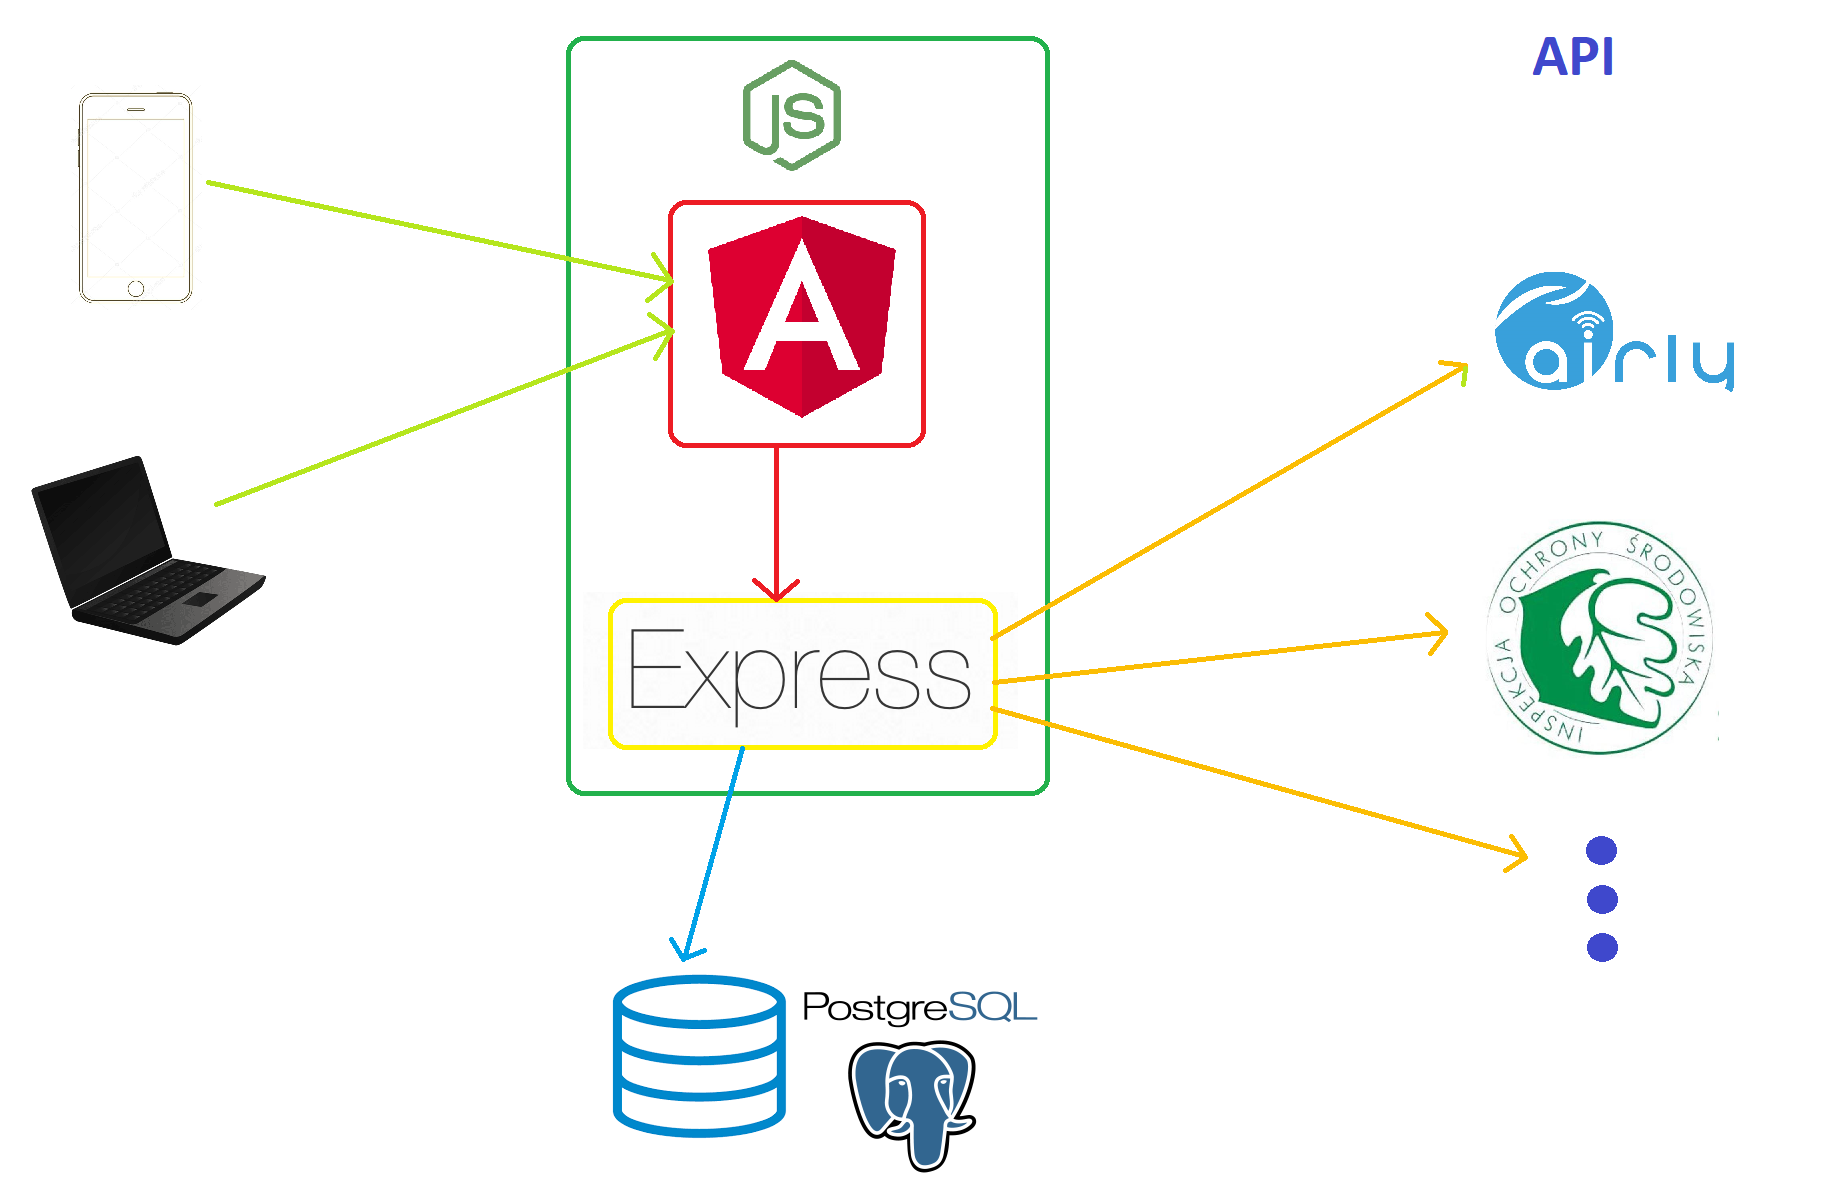 API
JS
A
airly
INSPEKCJA OCHRONY ŚRODOWISKA
Express
PostgreSQL